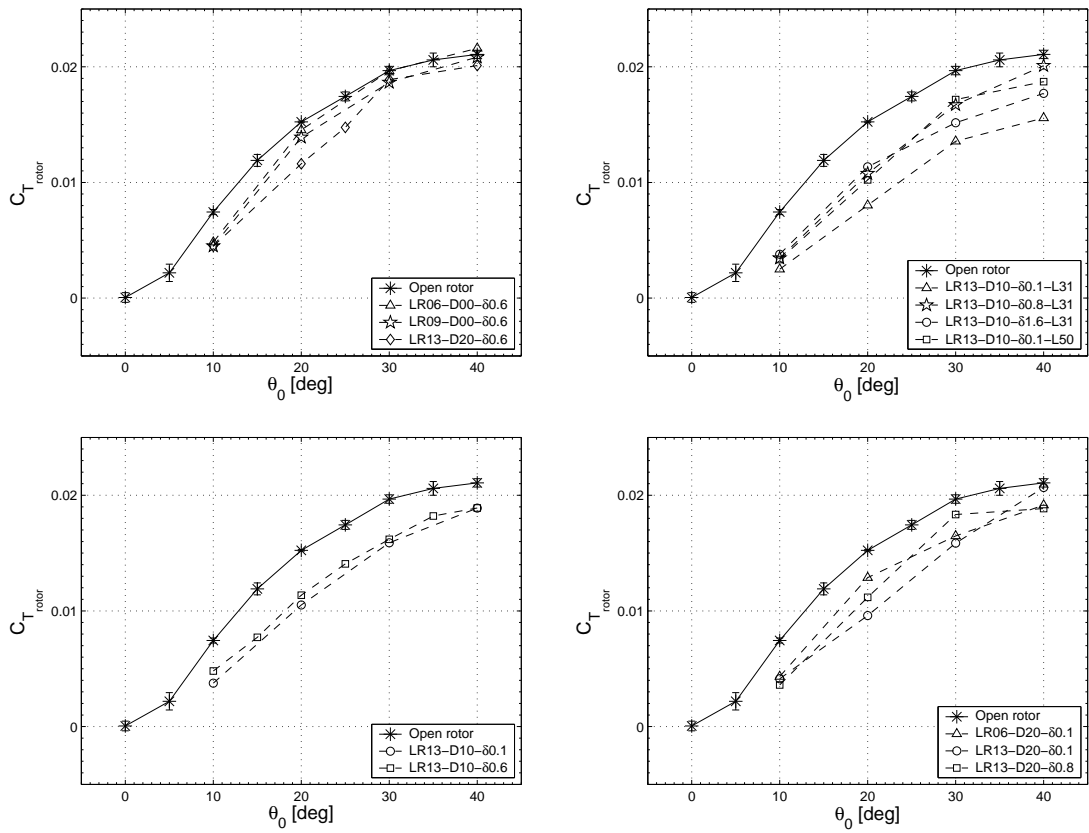 0.02
0.01
0
C_T_rotor
0 10 20 30 40
θ_0 [deg]
Open rotor
LR06−D00−δ0.6
LR09−D00−δ0.6
LR13−D20−δ0.6
0.02
0.01
0
C_T_rotor
0 10 20 30 40
θ_0 [deg]
Open rotor
LR13−D10−δ0.1−L31
LR13−D10−δ0.8−L31
LR13−D10−δ1.6−L31
LR13−D10−δ0.1−L50
0.02
0.01
0
C_T_rotor
0 10 20 30 40
θ_0 [deg]
Open rotor
LR13−D10−δ0.1
LR13−D10−δ0.6
0.02
0.01
0
C_T_rotor
0 10 20 30 40
θ_0 [deg]
Open rotor
LR06−D20−δ0.1
LR13−D20−δ0.1
LR13−D20−δ0.8